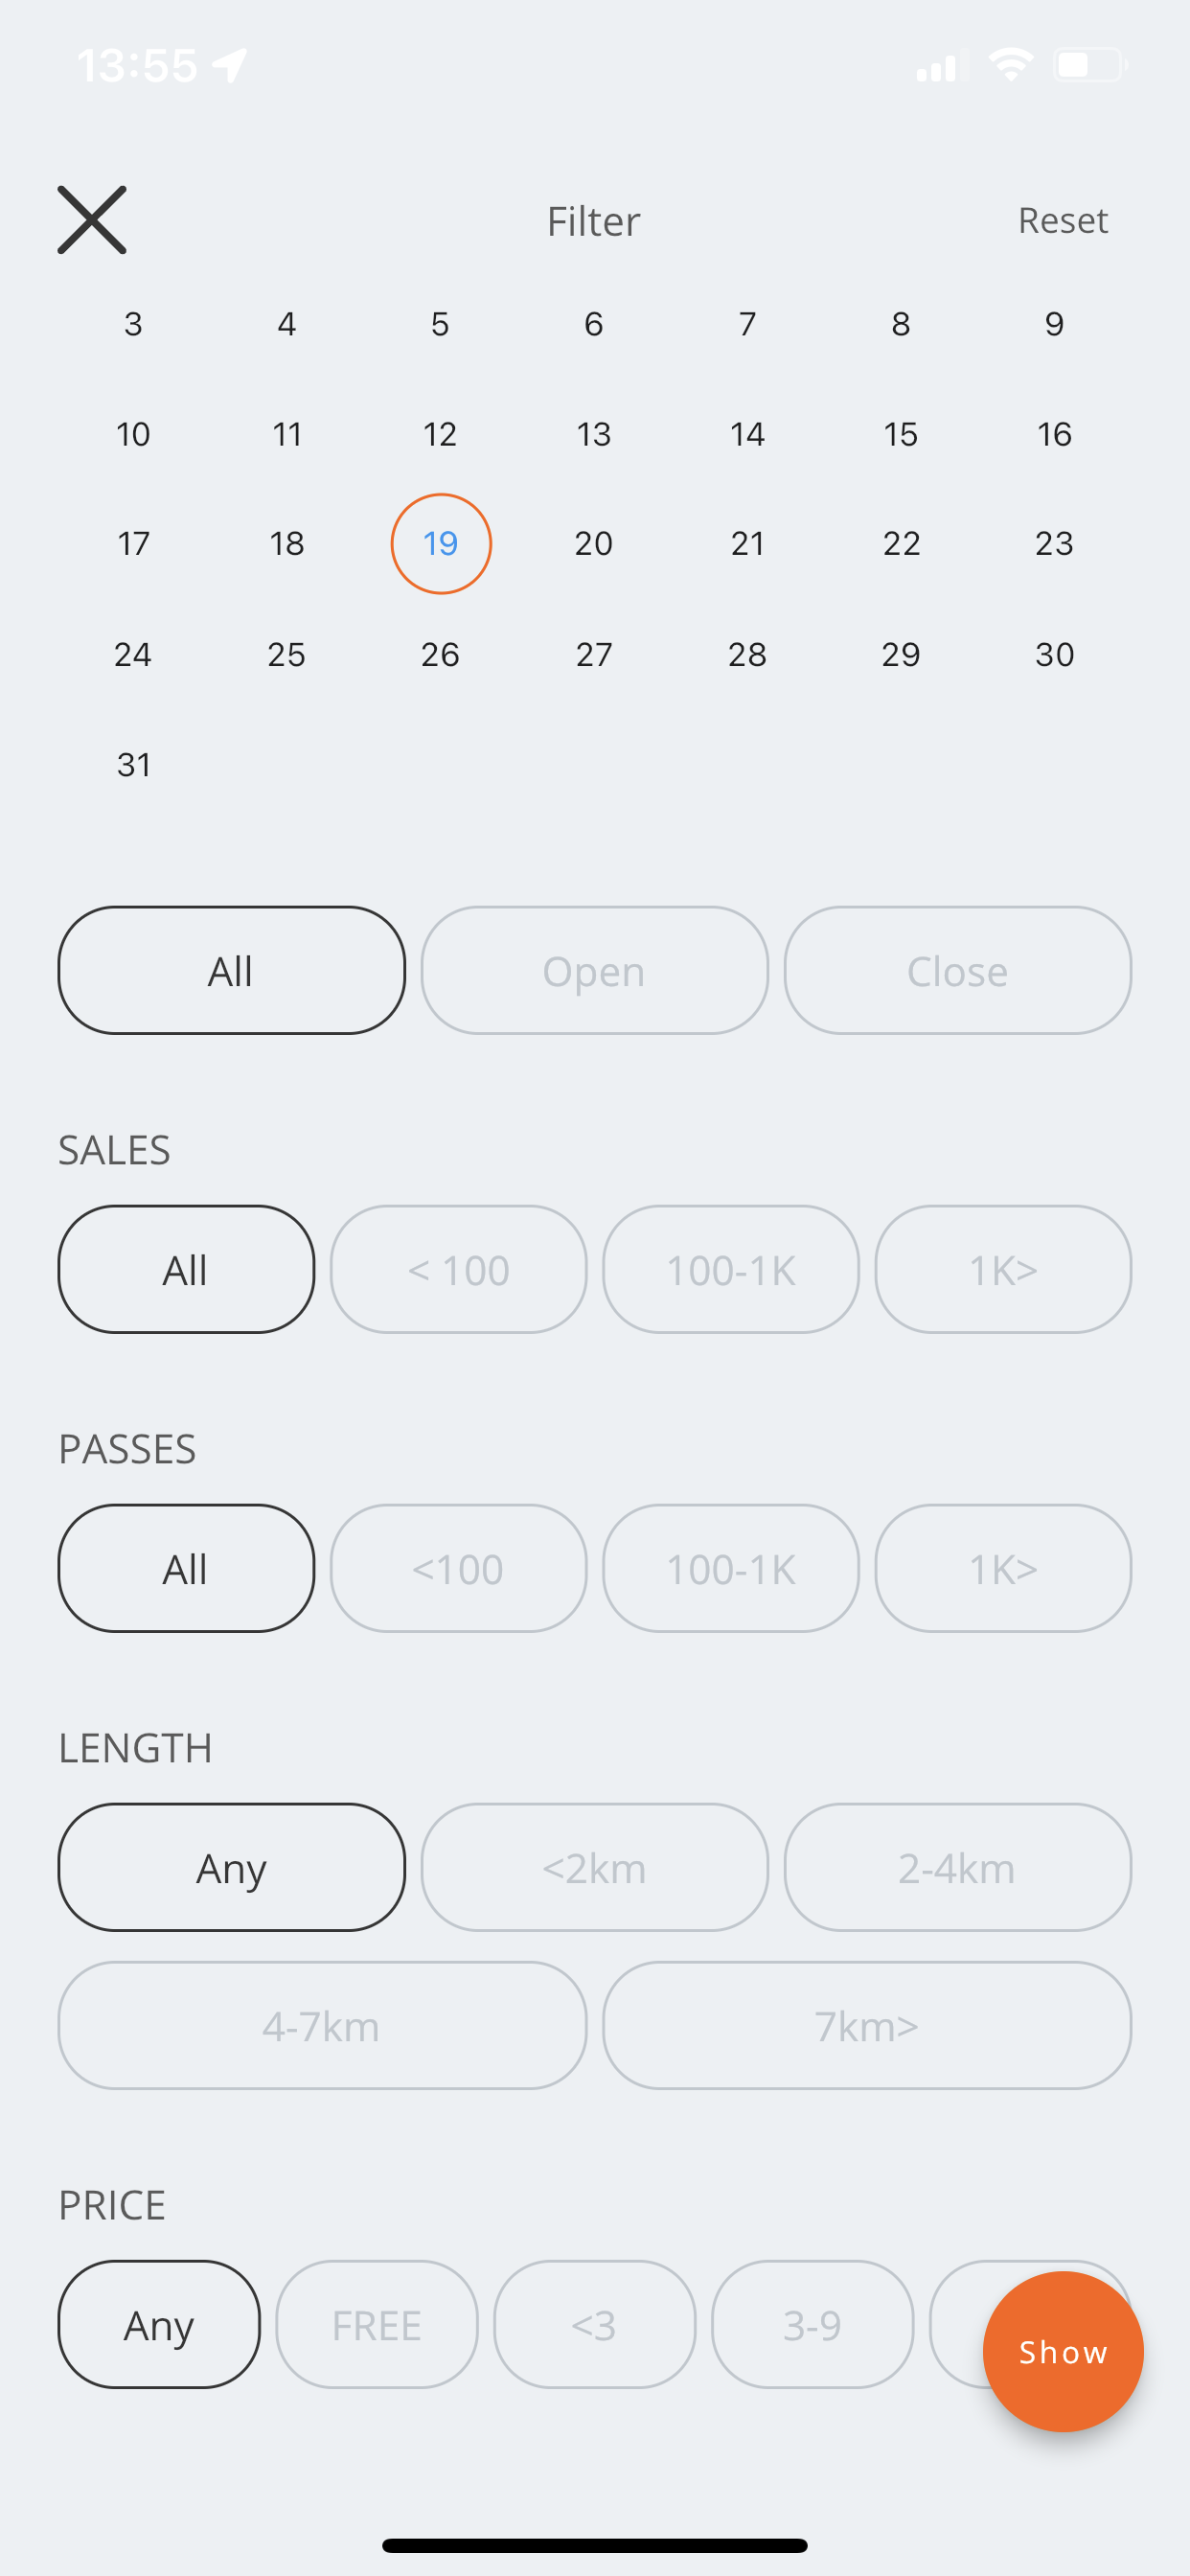 13:55
Filter Reset
3 4 5 6 7 8 9
10 11 12 13 14 15 16
17 18 19 20 21 22 23
24 25 26 27 28 29 30
31
All Open Close
SALES
All < 100 100-1K 1K>
PASSES
All <100 100-1K 1K>
LENGTH
Any <2km 2-4km
4-7km 7km>
PRICE
Any FREE <3 3-9
Show